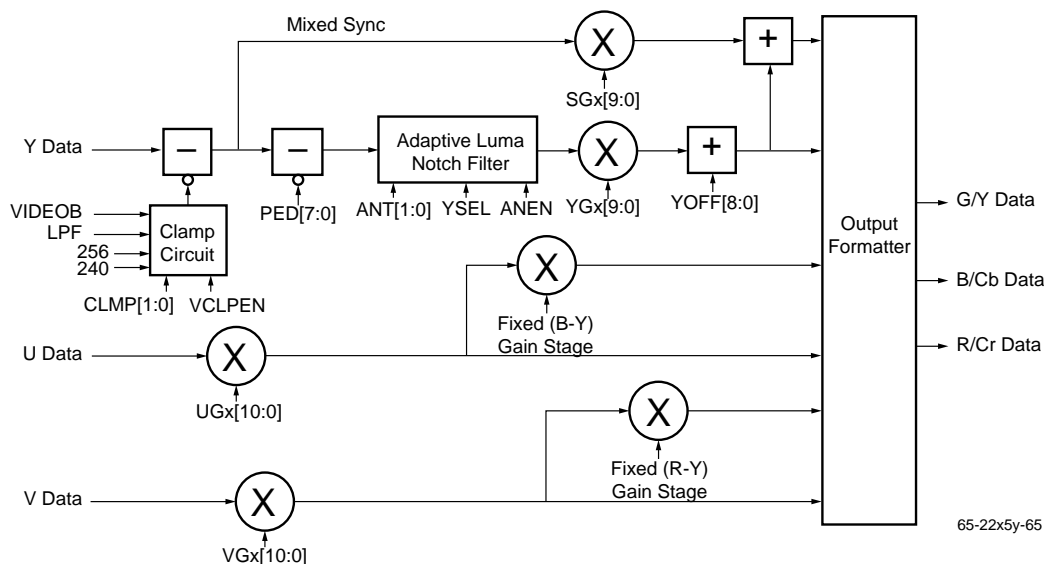 Mixed Sync
X
+
SGx[9:0]
Y Data
−
−
Adaptive Luma
Notch Filter
X
+
PED[7:0]
ANT[1:0]
YSEL
ANEN
YGx[9:0]
YOFF[8:0]
VIDEOB
LPF
256
240
Clamp
Circuit
CLMP[1:0]
VCLPEN
Output
Formatter
G/Y Data
B/Cb Data
R/Cr Data
X
Fixed (B-Y)
Gain Stage
U Data
X
UGx[10:0]
X
Fixed (R-Y)
Gain Stage
V Data
X
VGx[10:0]
65-22x5y-65